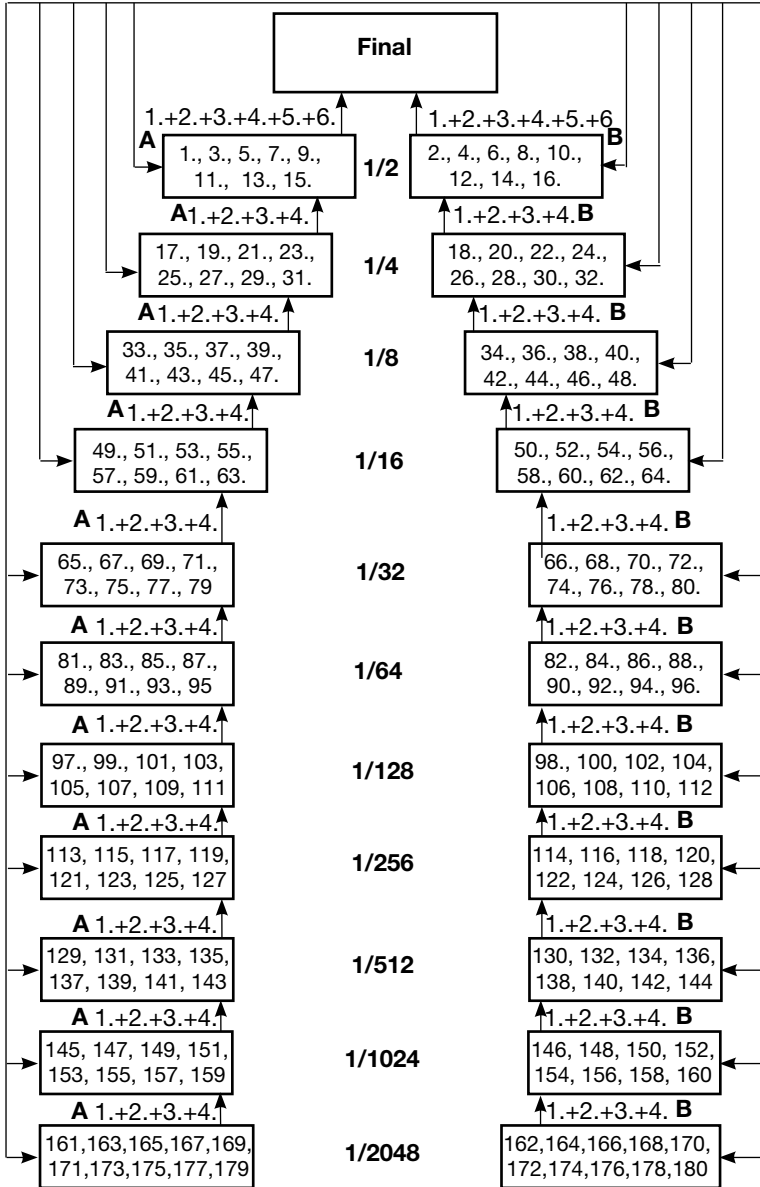 Final
1.+2.+3.+4.+5.+6. 1.+2.+3.+4.+5.+6
A B
1., 3., 5., 7., 9., 2., 4., 6., 8., 10.,
1/2
11., 13., 15. 12., 14., 16.
A 1.+2.+3.+4. 1.+2.+3.+4. B
17., 19., 21., 23., 18., 20., 22., 24.,
1/4
25., 27., 29., 31. 26., 28., 30., 32.
A 1.+2.+3.+4. 1.+2.+3.+4. B
33., 35., 37., 39., 34., 36., 38., 40.,
1/8
41., 43., 45., 47. 42., 44., 46., 48.
A 1.+2.+3.+4. 1.+2.+3.+4. B
49., 51., 53., 55., 50., 52., 54., 56.,
1/16
57., 59., 61., 63. 58., 60., 62., 64.
A 1.+2.+3.+4. 1.+2.+3.+4. B
65., 67., 69., 71., 66., 68., 70., 72.,
1/32
73., 75., 77., 79 74., 76., 78., 80.
A 1.+2.+3.+4. 1.+2.+3.+4. B
81., 83., 85., 87., 82., 84., 86., 88.,
1/64
89., 91., 93., 95 90., 92., 94., 96.
A 1.+2.+3.+4. 1.+2.+3.+4. B
97., 99., 101, 103, 98., 100, 102, 104,
1/128
105, 107, 109, 111 106, 108, 110, 112
A 1.+2.+3.+4. 1.+2.+3.+4. B
113, 115, 117, 119, 114, 116, 118, 120,
1/256
121, 123, 125, 127 122, 124, 126, 128
A 1.+2.+3.+4. 1.+2.+3.+4. B
129, 131, 133, 135, 130, 132, 134, 136,
1/512
137, 139, 141, 143 138, 140, 142, 144
A 1.+2.+3.+4. 1.+2.+3.+4. B
145, 147, 149, 151, 146, 148, 150, 152,
1/1024
153, 155, 157, 159 154, 156, 158, 160
A 1.+2.+3.+4. 1.+2.+3.+4. B
161,163,165,167,169, 162,164,166,168,170,
1/2048
171,173,175,177,179 172,174,176,178,180